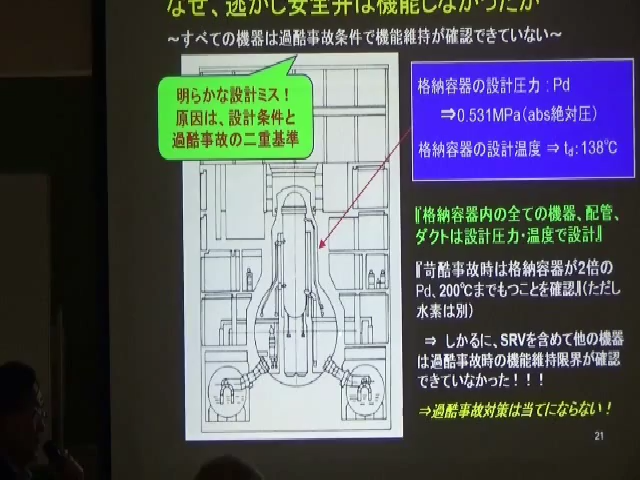 なぜ、逃がし安全弁は機能しなかったか
～すべての機器は過酷事故条件で機能維持が確認できていない～
明らかな設計ミス！
原因は、設計条件と
過酷事故の二重基準
格納容器の設計圧力：Pd
⇒0.531MPa（abs絶対圧）
格納容器の設計温度 ⇒ td：138℃
『格納容器内の全ての機器、配管、
ダクトは設計圧力・温度で設計』
『苛酷事故時は格納容器が2倍の
Pd、200℃までもつことを確認』（ただし
水素は別）
⇒ しかるに、SRVを含めて他の機器
は過酷事故時の機能維持限界が確認
できていなかった！！！
⇒過酷事故対策は当てにならない！
21